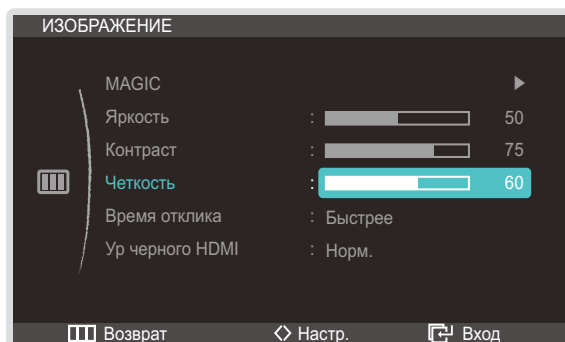 ИЗОБРАЖЕНИЕ
MAGIC
Яркость : 50
Контраст : 75
Четкость : 60
Время отклика : Быстрее
Ур черного HDMI : Норм.
Возврат Настр. Вход